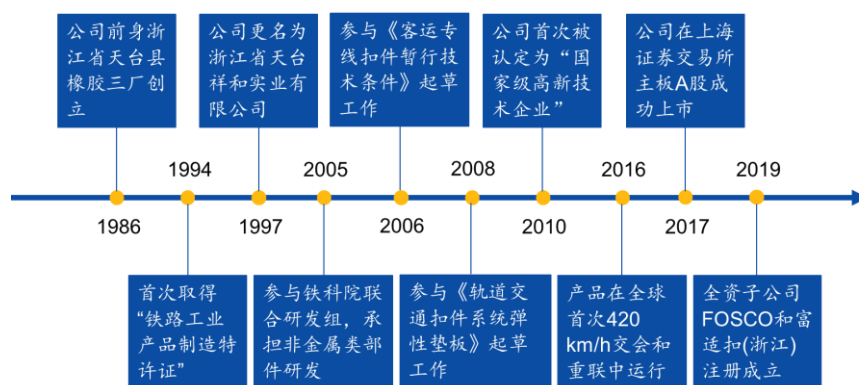 公司前身浙
江省天台县
橡胶三厂创
立
公司更名为
浙江省天台
祥和实业有
限公司
参与《客运专
线扣件暂行技
术条件》起草
工作
公司首次被
认定为“国
家级高新技
术企业”
公司在上海
证券交易所
主板A股成
功上市
1994
2005
2008
2016
2019
1986
1997
2006
2010
2017
首次取得
“铁路工业
产品制造特
许证”
参与铁科院联
合研发组，承
担非金属类部
件研发
参与《轨道交
通扣件系统弹
性垫板》起草
工作
产品在全球
首次420
km/h交会和
重联中运行
全资子公司
FOSCO和富
适扣(浙江)
注册成立